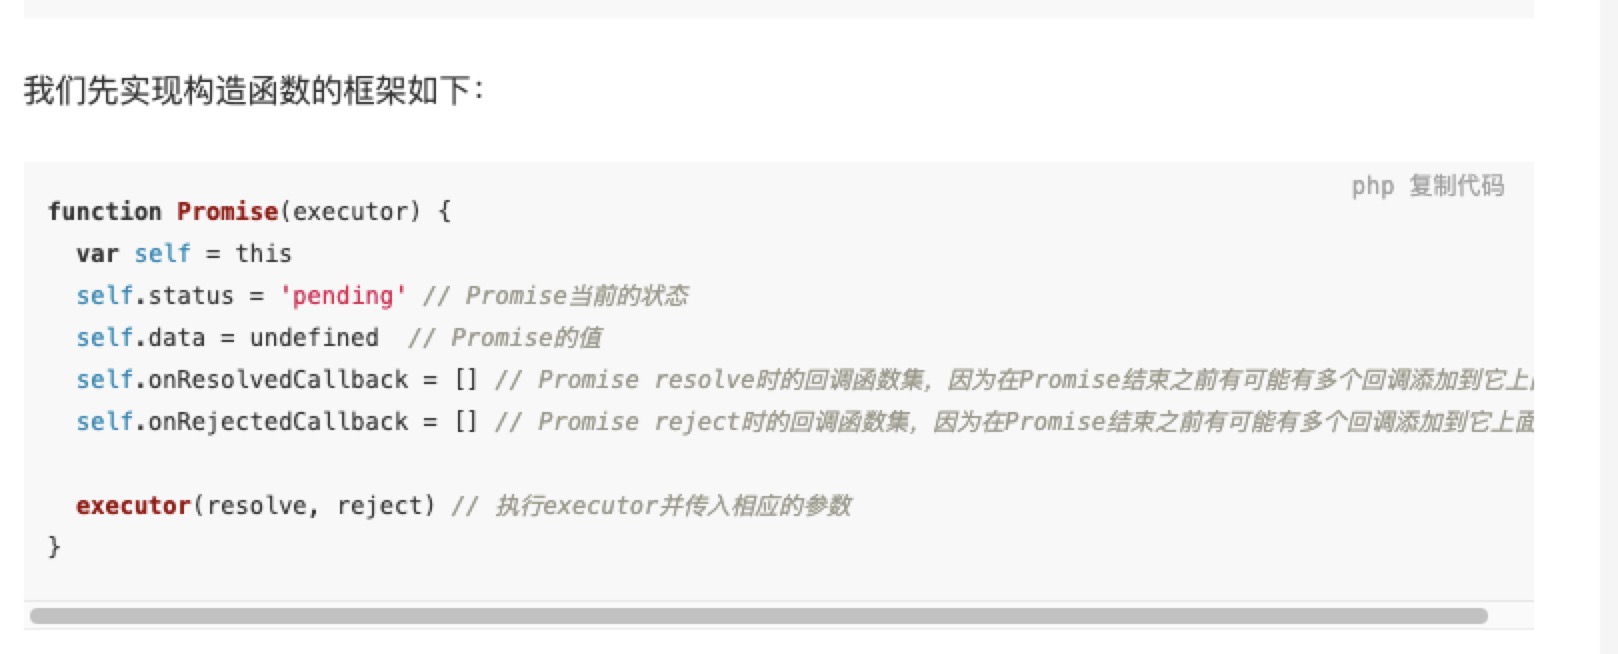 我们先实现构造函数的框架如下：
php 复制代码
function Promise(executor) {
  var self = this
  self.status = 'pending' // Promise当前的状态
  self.data = undefined  // Promise的值
  self.onResolvedCallback = [] // Promise resolve时的回调函数集，因为在Promise结束之前有可能有多个回调添加到它上
  self.onRejectedCallback = [] // Promise reject时的回调函数集，因为在Promise结束之前有可能有多个回调添加到它上面
  executor(resolve, reject) // 执行executor并传入相应的参数
}